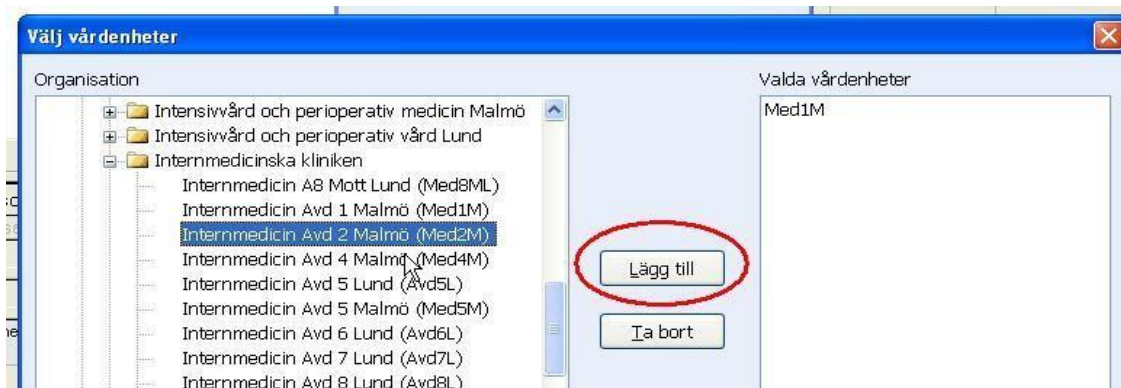 Välj vårdenheter
Organisation
Intensivvård och perioperativ medicin Malmö
Intensivvård och perioperativ vård Lund
Internmedicinska kliniken
Internmedicin A8 Mott Lund (Med8ML)
Internmedicin Avd 1 Malmö (Med1M)
Internmedicin Avd 2 Malmö (Med2M)
Internmedicin Avd 4 Malmö (Med4M)
Internmedicin Avd 5 Lund (Avd5L)
Internmedicin Avd 5 Malmö (Med5M)
Internmedicin Avd 6 Lund (Avd6L)
Internmedicin Avd 7 Lund (Avd7L)
Internmedicin Avd 8 Lund (Avd8L)
Lägg till
Ta bort
Valda vårdenheter
Med1M